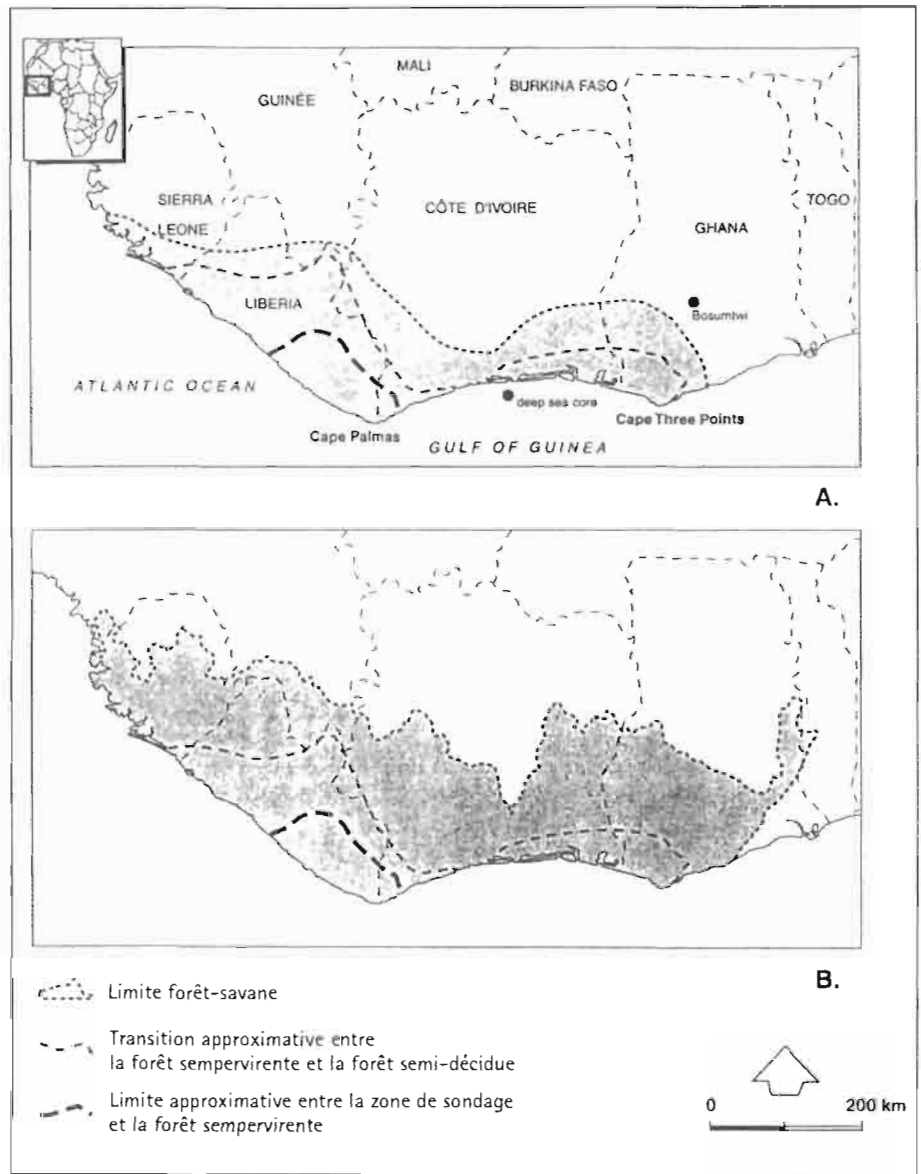 MALI
BURKINA FASO
GUINÉE
SIERRA
LEONE
CÔTE D'IVOIRE
TOGO
GHANA
LIBERIA
Bosumtwi
ATLANTIC OCEAN
deep sea core
Cape Three Points
Cape Palmas
GULF OF GUINEA
A.
B.
Limite forêt-savane
Transition approximative entre
la forêt sempervirente et la forêt semi-décidue
Limite approximative entre la zone de sondage
et la forêt sempervirente
0 200 km